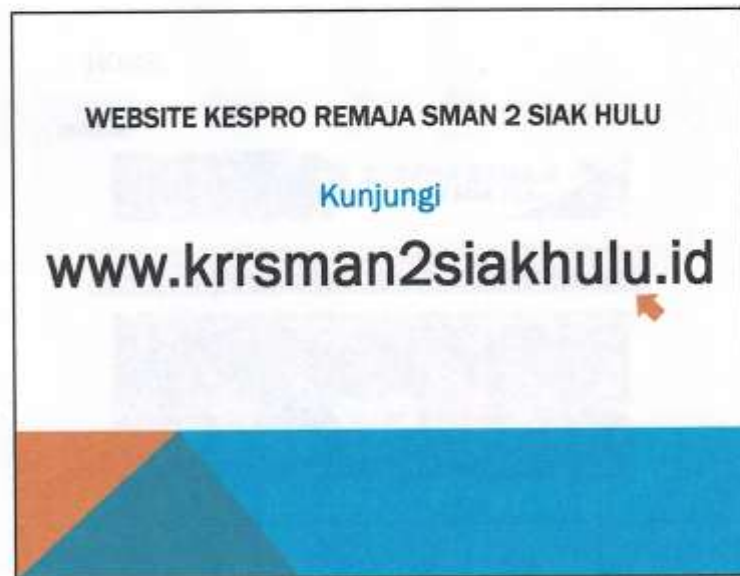 WEBSITE KESPRO REMAJA SMAN 2 SIAK HULU
Kunjungi
www.krrsman2siakhulu.id